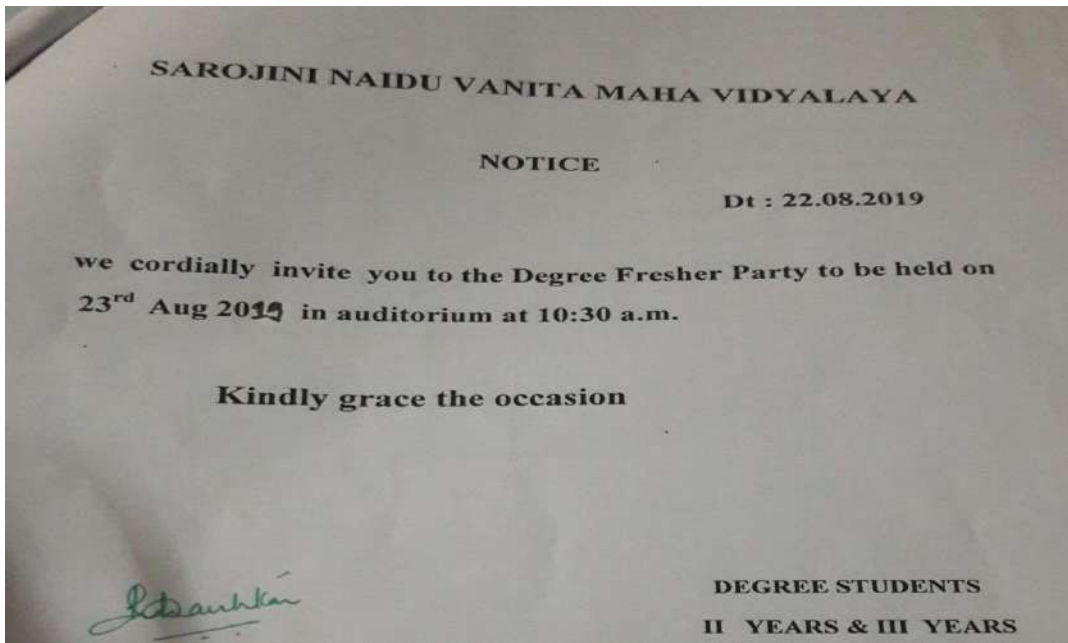 SAROJINI NAIDU VANITA MAHA VIDYALAYA
NOTICE
Dt : 22.08.2019
we cordially invite you to the Degree Fresher Party to be held on
23rd Aug 2019 in auditorium at 10:30 a.m.
Kindly grace the occasion
DEGREE STUDENTS
II YEARS & III YEARS